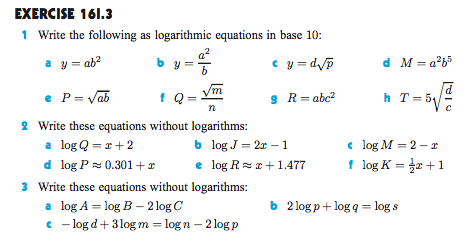 EXERCISE 16I.3
1 Write the following as logarithmic equations in base 10:
a y = ab² b y = a²/b c y = d√p d M = a²b⁵
e P = √(ab) f Q = √m/n g R = abc² h T = 5√(d/c)
2 Write these equations without logarithms:
a log Q = x + 2 b log J = 2x − 1 c log M = 2 − x
d log P ≈ 0.301 + x e log R ≈ x + 1.477 f log K = ½x + 1
3 Write these equations without logarithms:
a log A = log B − 2 log C b 2 log p + log q = log s
c − log d + 3 log m = log n − 2 log p